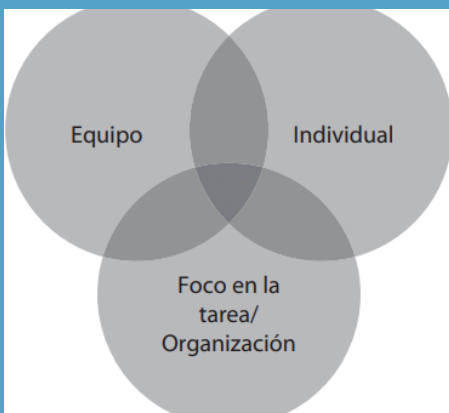 Equipo
Individual
Foco en la
tarea/
Organización